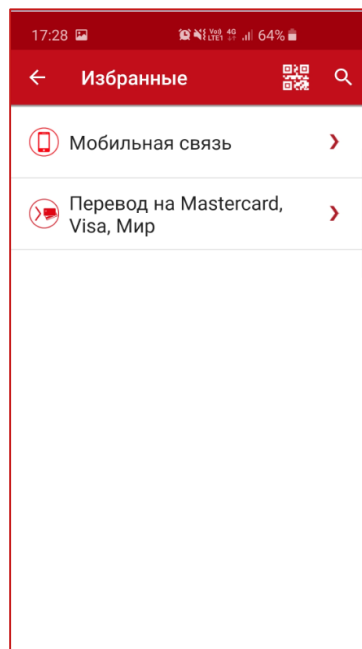 17:28 64%
Избранные
Мобильная связь
Перевод на Mastercard,
Visa, Мир